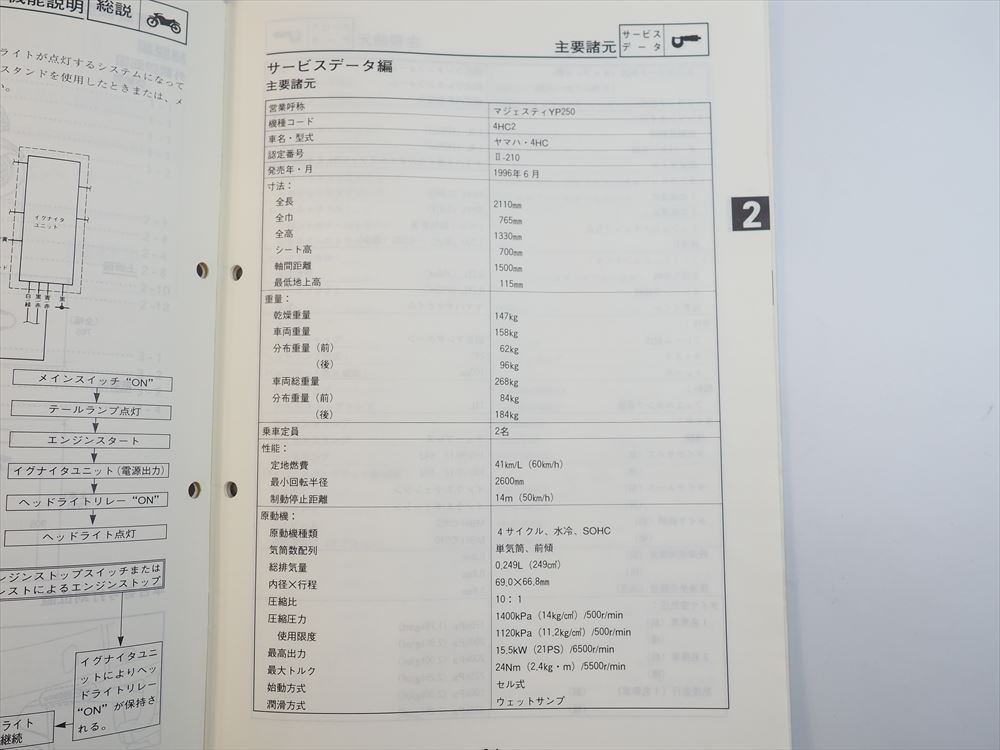 機能説明
総説
ライトが点灯するシステムになって
スタンドを使用したときまたは、メ
い。
イグナイタ
ユニット
黄
白 黒 青 黒
緑 赤 赤
メインスイッチ “ON”
テールランプ点灯
エンジンスタート
イグナイタユニット(電源出力)
ヘッドライトリレー “ON”
ヘッドライト点灯
ンジンストップスイッチまたは
ストによるエンジンストップ
イグナイタユニ
ットによりヘッ
ドライトリレー
“ON” が保持さ
れる。
ライト
継続
主要諸元
サービス
データ
サービスデータ編
主要諸元
営業呼称 マジェスティYP250
機種コード 4HC2
車名・型式 ヤマハ・4HC
認定番号 Ⅱ-210
発売年・月 1996年6月
寸法:
全長 2110mm
全巾 765mm
全高 1330mm
シート高 700mm
軸間距離 1500mm
最低地上高 115mm
重量:
乾燥重量 147kg
車両重量 158kg
分布重量(前) 62kg
(後) 96kg
車両総重量 268kg
分布重量(前) 84kg
(後) 184kg
乗車定員 2名
性能:
定地燃費 41km/L(60km/h)
最小回転半径 2600mm
制動停止距離 14m(50km/h)
原動機:
原動機種類 4サイクル、水冷、SOHC
気筒数配列 単気筒、前傾
総排気量 0.249L(249cm³)
内径×行程 69.0×66.8mm
圧縮比 10:1
圧縮圧力 1400kPa(14kg/cm²)/500r/min
使用限度 1120kPa(11.2kg/cm²)/500r/min
最高出力 15.5kW(21PS)/6500r/min
最大トルク 24Nm(2.4kg・m)/5500r/min
始動方式 セル式
潤滑方式 ウェットサンプ
2